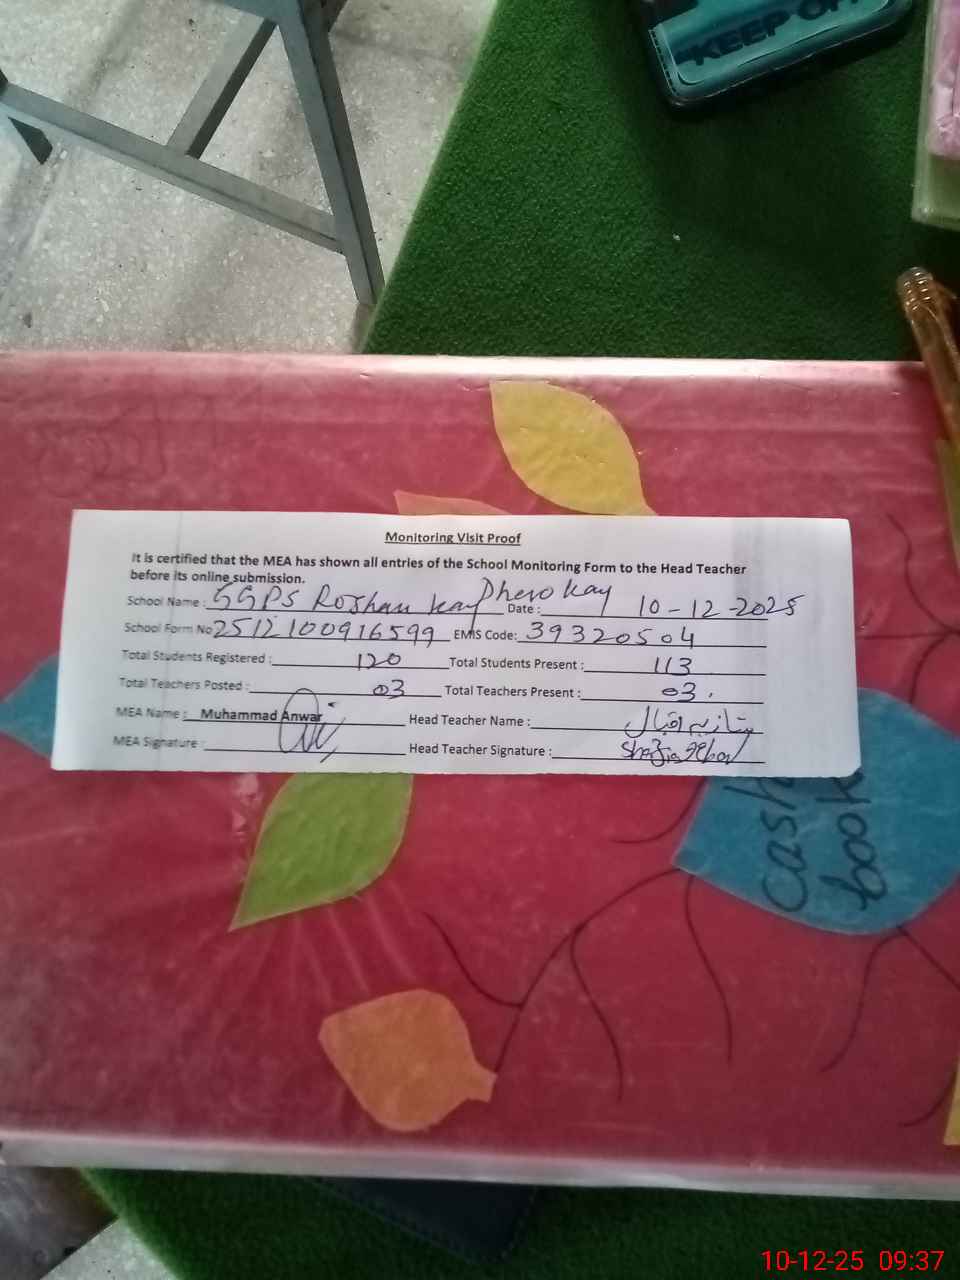 "KEEP OF
Monitoring Visit Proof
It is certified that the MEA has shown all entries of the School Monitoring Form to the Head Teacher
before its online submission.
School Name : GGPS Roshan Kay Dhero Kay Date : 10-12-2025
School Form No 2512100916599 EMIS Code: 39320504
Total Students Registered : 120 Total Students Present : 113
Total Teachers Posted : 03 Total Teachers Present : 03.
MEA Name : Muhammad Anwar Head Teacher Name : شازیہ اقبال
MEA Signature : Head Teacher Signature : Shazia Iqbal
cash
book
10-12-25 09:37